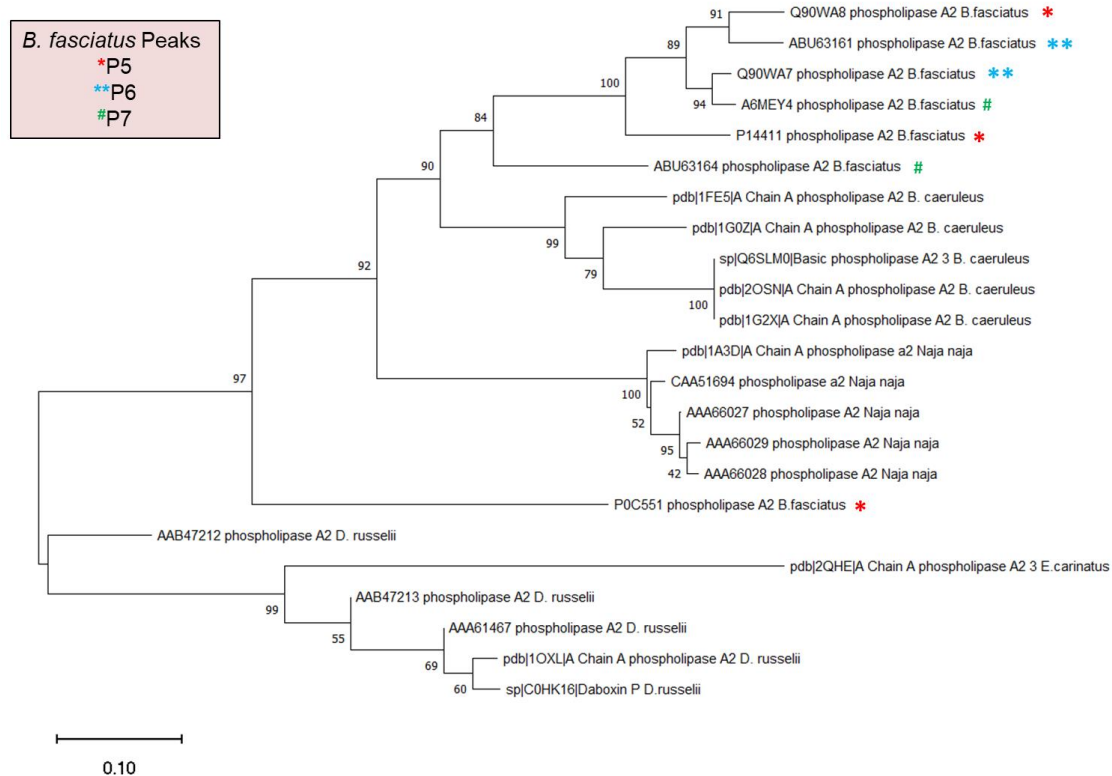 B. fasciatus Peaks
*P5
**P6
#P7
91
Q90WA8 phospholipase A2 B.fasciatus *
89
ABU63161 phospholipase A2 B.fasciatus **
Q90WA7 phospholipase A2 B.fasciatus **
100
94
A6MEY4 phospholipase A2 B.fasciatus #
84
P14411 phospholipase A2 B.fasciatus *
90
ABU63164 phospholipase A2 B.fasciatus #
pdb|1FE5|A Chain A phospholipase A2 B. caeruleus
99
pdb|1G0Z|A Chain A phospholipase A2 B. caeruleus
92
79
sp|Q6SLM0|Basic phospholipase A2 3 B. caeruleus
pdb|2OSN|A Chain A phospholipase A2 B. caeruleus
100
pdb|1G2X|A Chain A phospholipase A2 B. caeruleus
pdb|1A3D|A Chain A phospholipase a2 Naja naja
97
100
CAA51694 phospholipase a2 Naja naja
52
AAA66027 phospholipase A2 Naja naja
95
AAA66029 phospholipase A2 Naja naja
42
AAA66028 phospholipase A2 Naja naja
P0C551 phospholipase A2 B.fasciatus *
AAB47212 phospholipase A2 D. russelii
pdb|2QHE|A Chain A phospholipase A2 3 E.carinatus
99
AAB47213 phospholipase A2 D. russelii
55
AAA61467 phospholipase A2 D. russelii
69
pdb|1OXL|A Chain A phospholipase A2 D. russelii
60
sp|C0HK16|Daboxin P D.russelii
0.10